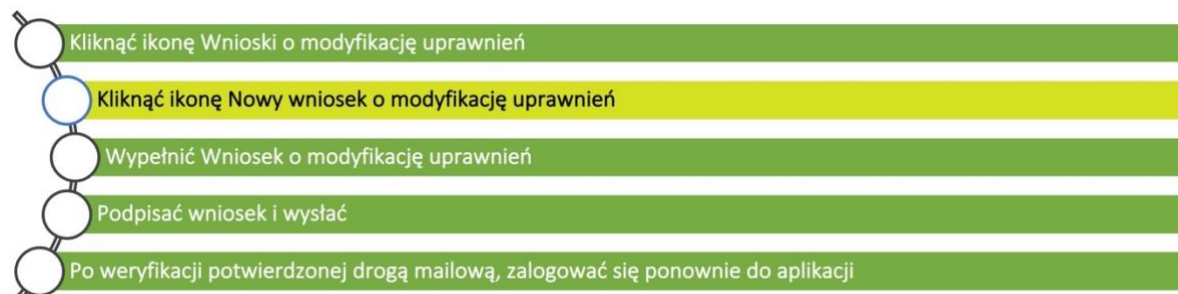 Kliknąć ikonę Wnioski o modyfikację uprawnień
Kliknąć ikonę Nowy wniosek o modyfikację uprawnień
Wypełnić Wniosek o modyfikację uprawnień
Podpisać wniosek i wysłać
Po weryfikacji potwierdzonej drogą mailową, zalogować się ponownie do aplikacji